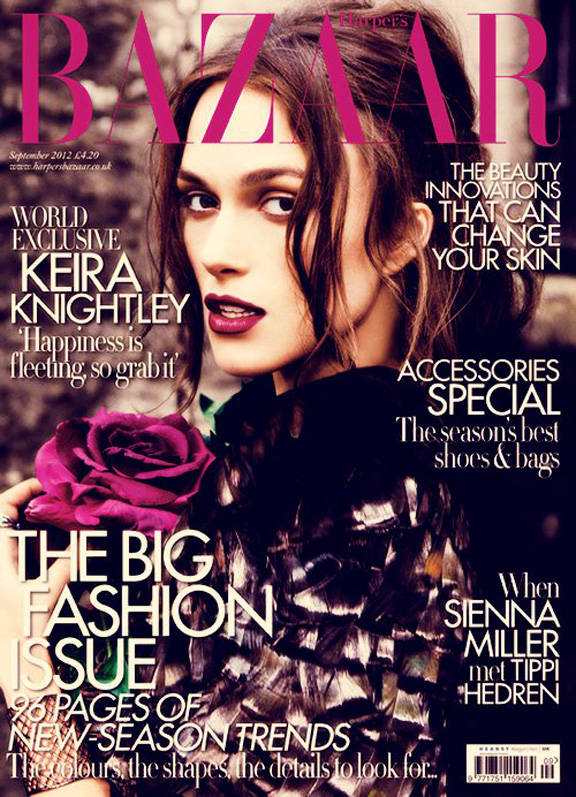 BAZAAR
Harper's
September 2012 £4.20
www.harpersbazaar.co.uk
WORLD
EXCLUSIVE
KEIRA
KNIGHTLEY
‘Happiness is
fleeting, so grab it’
THE BEAUTY
INNOVATIONS
THAT CAN
CHANGE
YOUR SKIN
ACCESSORIES
SPECIAL
The season's best
shoes & bags
THE BIG
FASHION
ISSUE
96 PAGES OF
NEW-SEASON TRENDS
The colours, the shapes, the details to look for...
When
SIENNA
MILLER
met TIPPI
HEDREN
HEARST magazines UK
09>
9 771751 159064